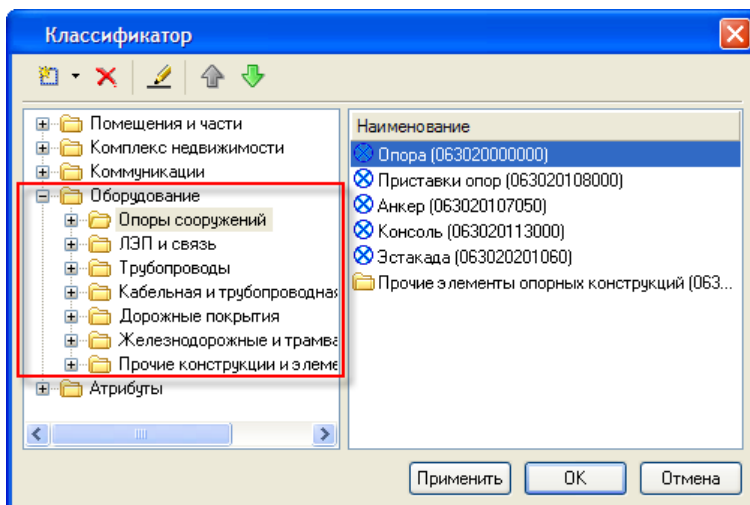 Классификатор
Помещения и части
Комплекс недвижимости
Коммуникации
Оборудование
Опоры сооружений
ЛЭП и связь
Трубопроводы
Кабельная и трубопроводная
Дорожные покрытия
Железнодорожные и трамва
Прочие конструкции и элеме
Атрибуты
Наименование
Опора (063020000000)
Приставки опор (063020108000)
Анкер (063020107050)
Консоль (063020113000)
Эстакада (063020201060)
Прочие элементы опорных конструкций (063...
Применить
OK
Отмена